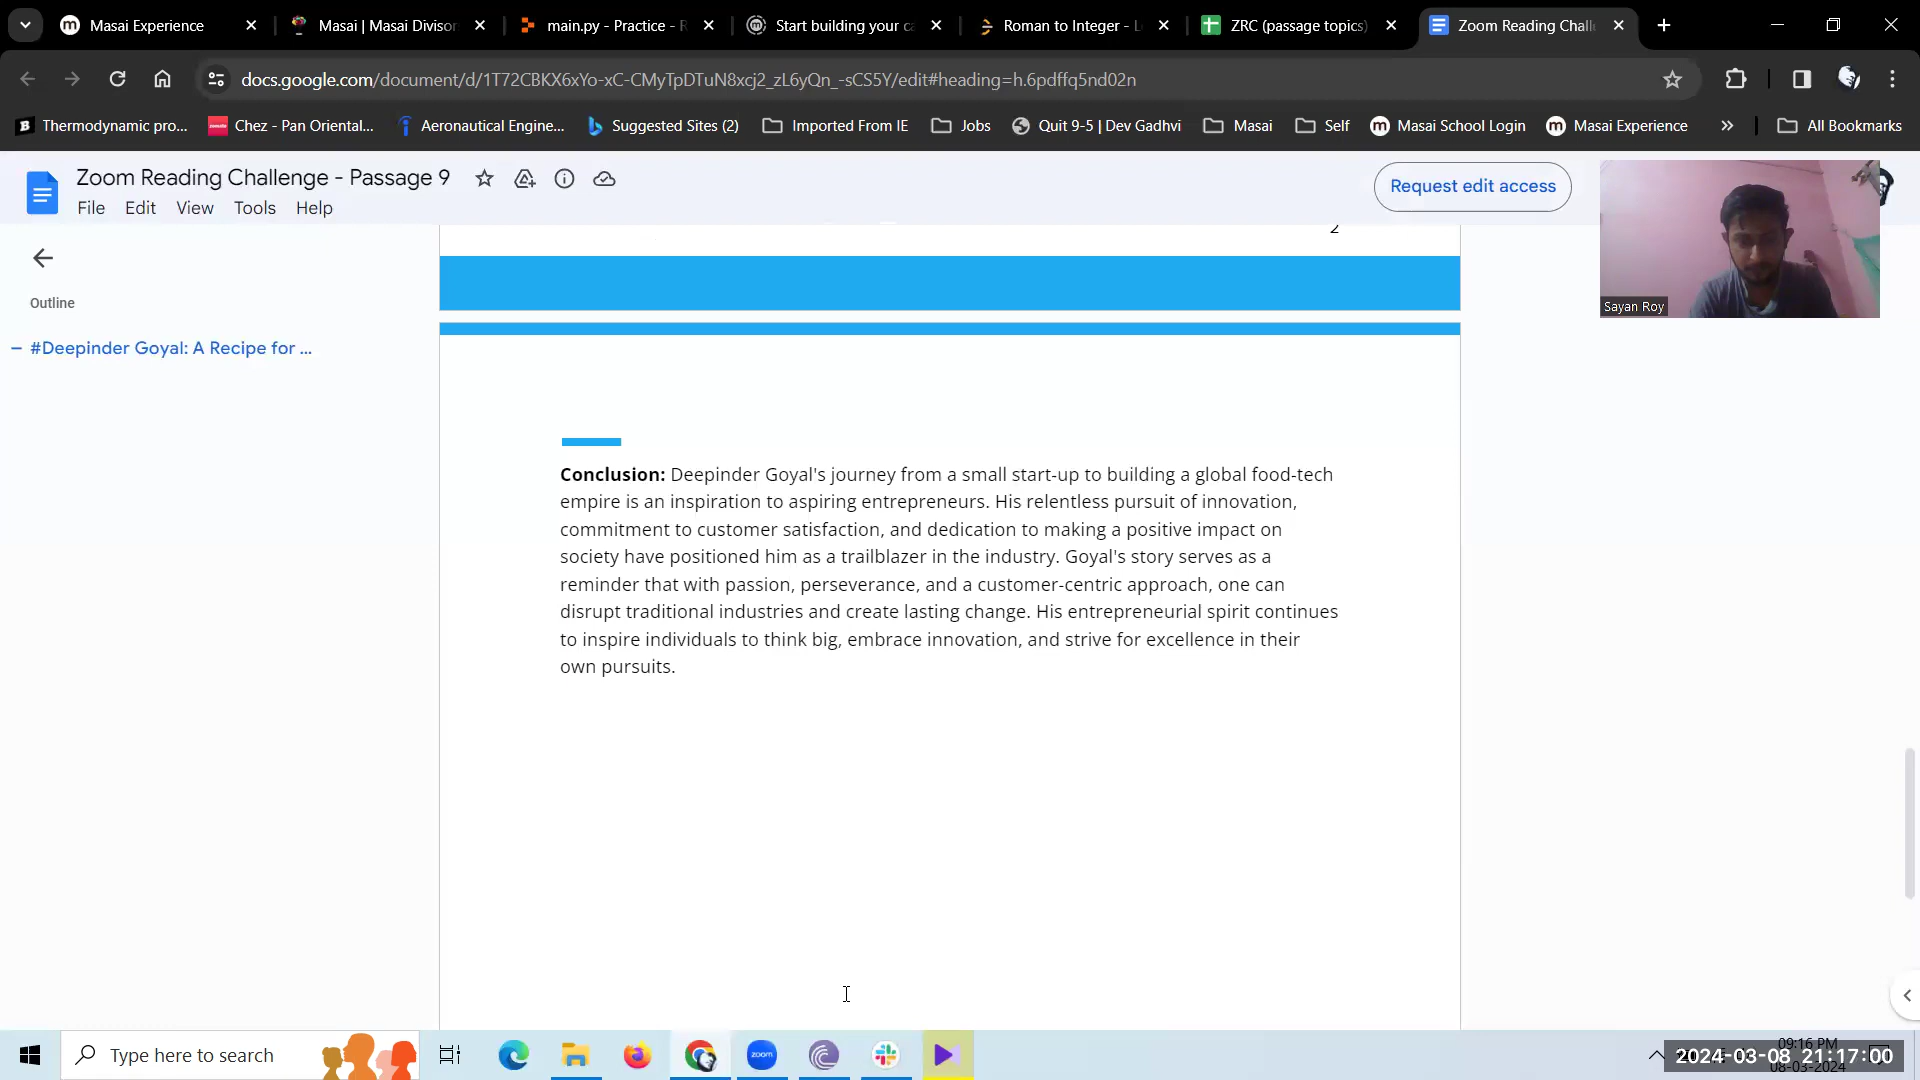 Masai Experience
Masai | Masai Divison
main.py - Practice - R
Start building your ca
Roman to Integer - L
ZRC (passage topics)
Zoom Reading Chall
docs.google.com/document/d/1T72CBKX6xYo-xC-CMyTpDTuN8xcj2_zL6yQn_-sCS5Y/edit#heading=h.6pdffq5nd02n
Thermodynamic pro...
Chez - Pan Oriental...
Aeronautical Engine...
Suggested Sites (2)
Imported From IE
Jobs
Quit 9-5 | Dev Gadhvi
Masai
Self
Masai School Login
Masai Experience
All Bookmarks
Zoom Reading Challenge - Passage 9
File Edit View Tools Help
Request edit access
Sayan Roy
2
Outline
#Deepinder Goyal: A Recipe for ...
Conclusion: Deepinder Goyal's journey from a small start-up to building a global food-tech
empire is an inspiration to aspiring entrepreneurs. His relentless pursuit of innovation,
commitment to customer satisfaction, and dedication to making a positive impact on
society have positioned him as a trailblazer in the industry. Goyal's story serves as a
reminder that with passion, perseverance, and a customer-centric approach, one can
disrupt traditional industries and create lasting change. His entrepreneurial spirit continues
to inspire individuals to think big, embrace innovation, and strive for excellence in their
own pursuits.
Type here to search
zoom
09:16 PM
2024-03-08 21:17:00
08-03-2024